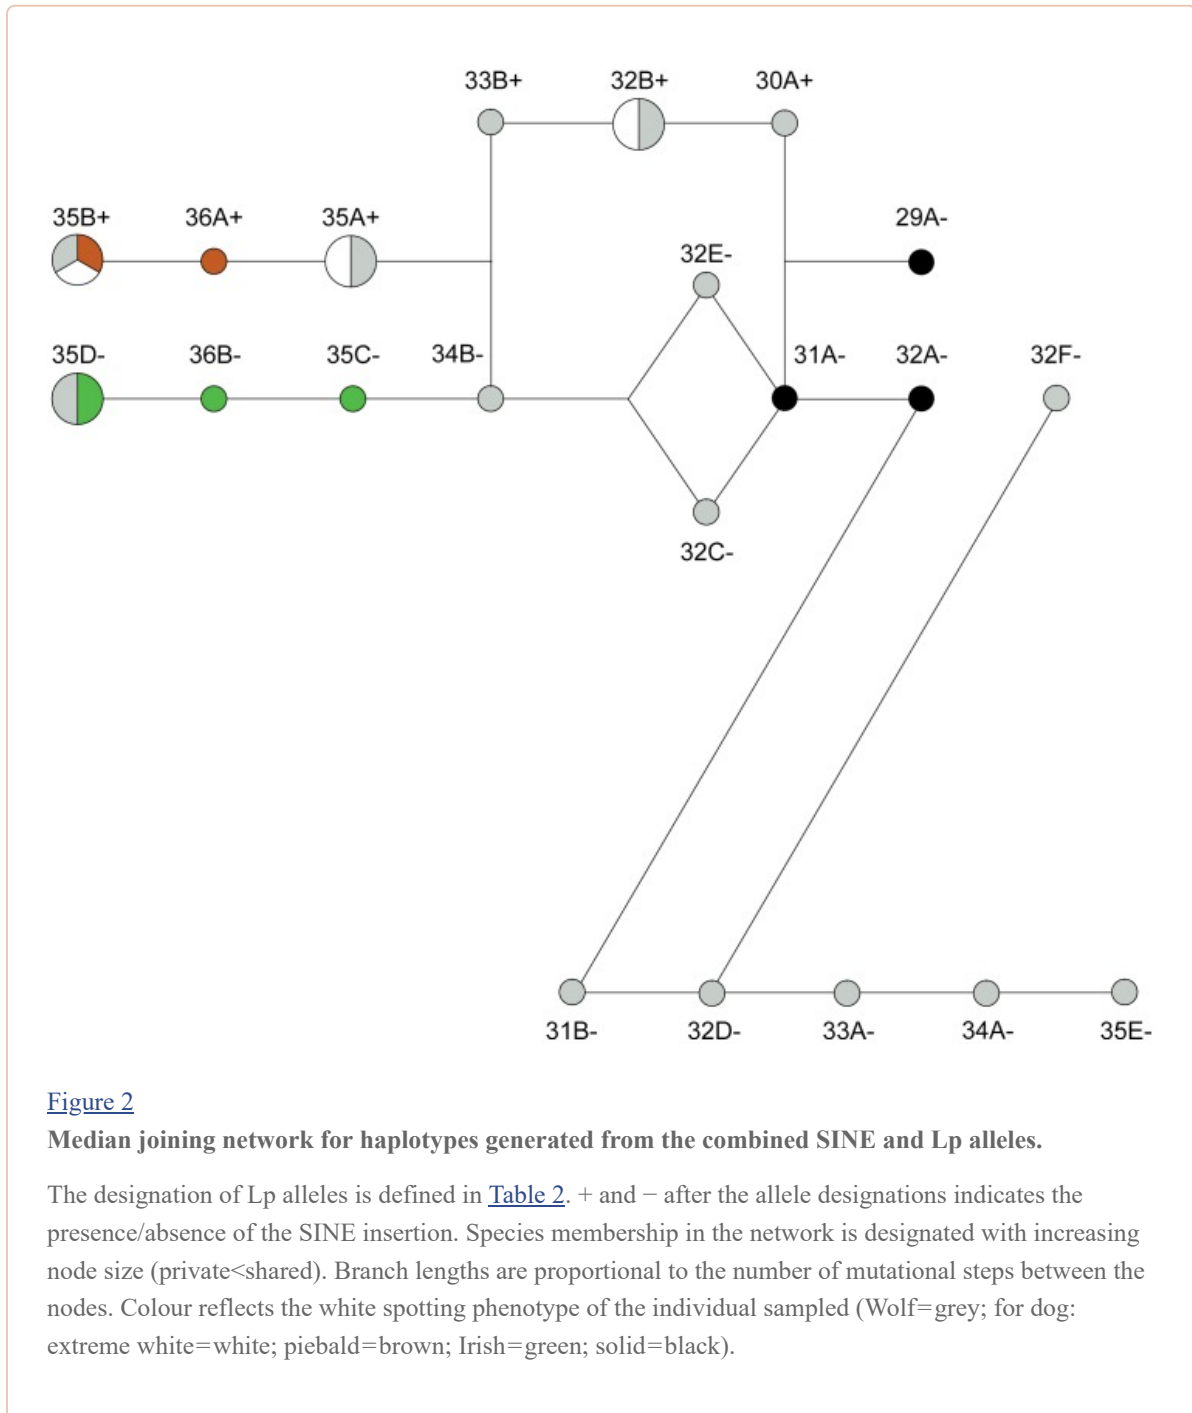 33B+ 32B+ 30A+
35B+ 36A+ 35A+ 29A-
32E-
35D- 36B- 35C- 34B- 31A- 32A- 32F-
32C-
31B- 32D- 33A- 34A- 35E-
Figure 2
Median joining network for haplotypes generated from the combined SINE and Lp alleles.
The designation of Lp alleles is defined in Table 2. + and − after the allele designations indicates the
presence/absence of the SINE insertion. Species membership in the network is designated with increasing
node size (private<shared). Branch lengths are proportional to the number of mutational steps between the
nodes. Colour reflects the white spotting phenotype of the individual sampled (Wolf=grey; for dog:
extreme white=white; piebald=brown; Irish=green; solid=black).